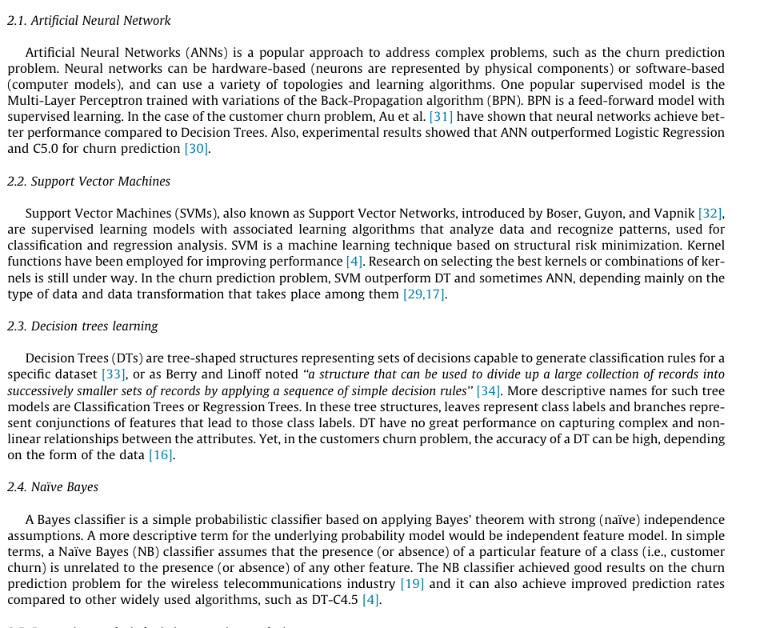 2.1. Artificial Neural Network
Artificial Neural Networks (ANNs) is a popular approach to address complex problems, such as the churn prediction
problem. Neural networks can be hardware-based (neurons are represented by physical components) or software-based
(computer models), and can use a variety of topologies and learning algorithms. One popular supervised model is the
Multi-Layer Perceptron trained with variations of the Back-Propagation algorithm (BPN). BPN is a feed-forward model with
supervised learning. In the case of the customer churn problem, Au et al. [31] have shown that neural networks achieve bet-
ter performance compared to Decision Trees. Also, experimental results showed that ANN outperformed Logistic Regression
and C5.0 for churn prediction [30].
2.2. Support Vector Machines
Support Vector Machines (SVMs), also known as Support Vector Networks, introduced by Boser, Guyon, and Vapnik [32],
are supervised learning models with associated learning algorithms that analyze data and recognize patterns, used for
classification and regression analysis. SVM is a machine learning technique based on structural risk minimization. Kernel
functions have been employed for improving performance [4]. Research on selecting the best kernels or combinations of ker-
nels is still under way. In the churn prediction problem, SVM outperform DT and sometimes ANN, depending mainly on the
type of data and data transformation that takes place among them [29,17].
2.3. Decision trees learning
Decision Trees (DTs) are tree-shaped structures representing sets of decisions capable to generate classification rules for a
specific dataset [33], or as Berry and Linoff noted “a structure that can be used to divide up a large collection of records into
successively smaller sets of records by applying a sequence of simple decision rules” [34]. More descriptive names for such tree
models are Classification Trees or Regression Trees. In these tree structures, leaves represent class labels and branches repre-
sent conjunctions of features that lead to those class labels. DT have no great performance on capturing complex and non-
linear relationships between the attributes. Yet, in the customers churn problem, the accuracy of a DT can be high, depending
on the form of the data [16].
2.4. Naïve Bayes
A Bayes classifier is a simple probabilistic classifier based on applying Bayes’ theorem with strong (naïve) independence
assumptions. A more descriptive term for the underlying probability model would be independent feature model. In simple
terms, a Naïve Bayes (NB) classifier assumes that the presence (or absence) of a particular feature of a class (i.e., customer
churn) is unrelated to the presence (or absence) of any other feature. The NB classifier achieved good results on the churn
prediction problem for the wireless telecommunications industry [19] and it can also achieve improved prediction rates
compared to other widely used algorithms, such as DT-C4.5 [4].